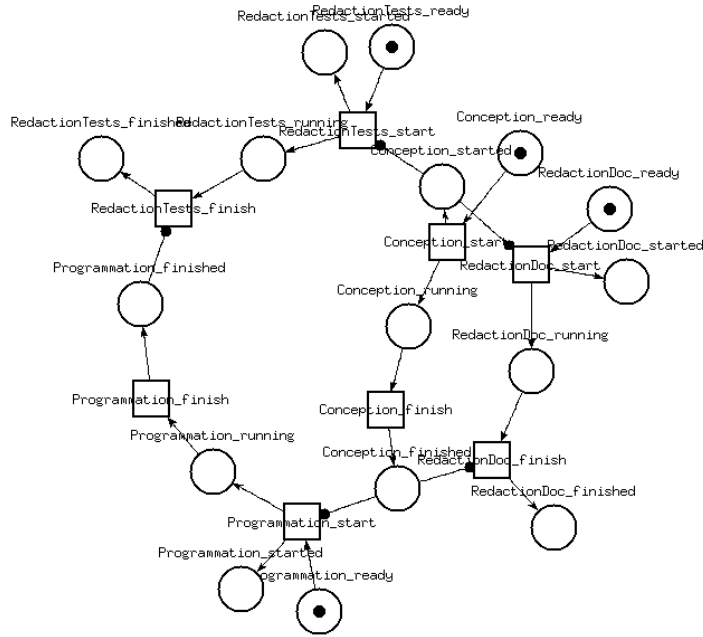 RedactionTests_ready
RedactionTests_started
RedactionTests_finished
RedactionTests_running
RedactionTests_start
Conception_ready
Conception_started
RedactionDoc_ready
RedactionTests_finish
Conception_start
RedactionDoc_started
RedactionDoc_start
Programmation_finished
Conception_running
RedactionDoc_running
Programmation_finish
Conception_finish
Programmation_running
Conception_finished
RedactionDoc_finish
RedactionDoc_finished
Programmation_start
Programmation_started
ogrammation_ready